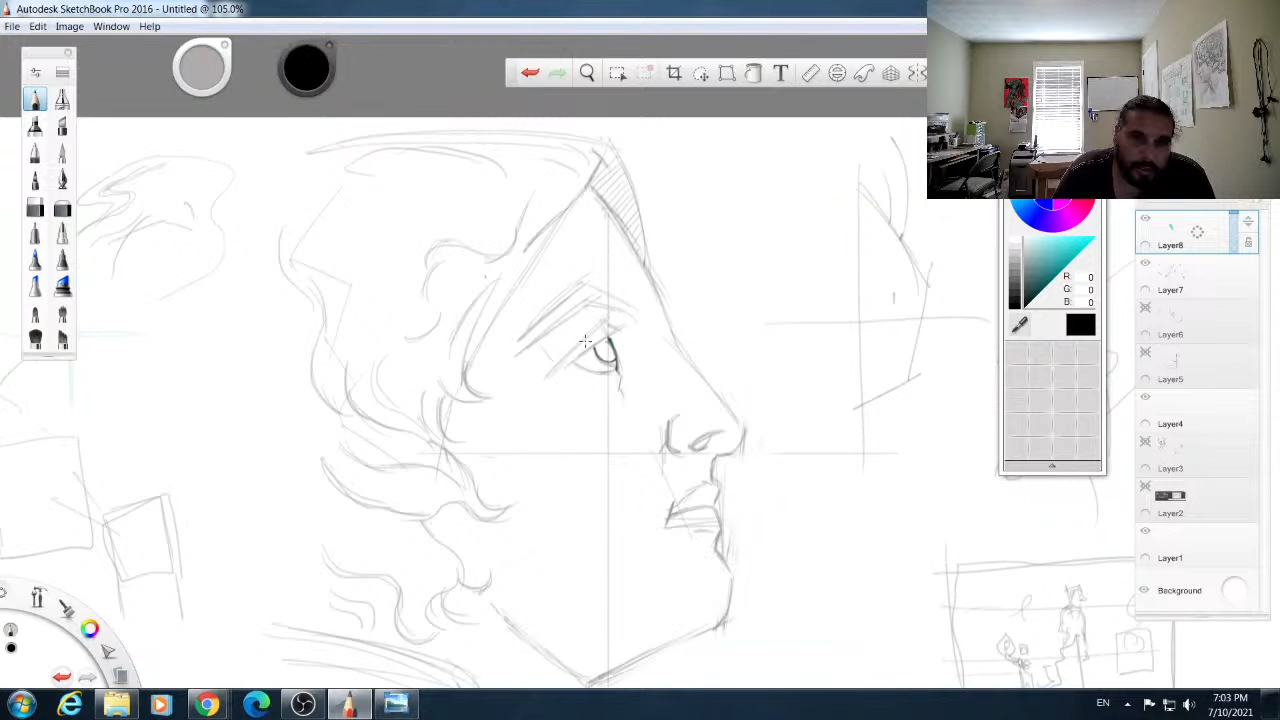 Autodesk SketchBook Pro 2016 - Untitled @ 105.0%
File Edit Image Window Help
T
Layer8
Layer7
Layer6
Layer5
Layer4
Layer3
Layer2
Layer1
Background
R: 0
G: 0
B: 0
EN
7:03 PM
7/10/2021